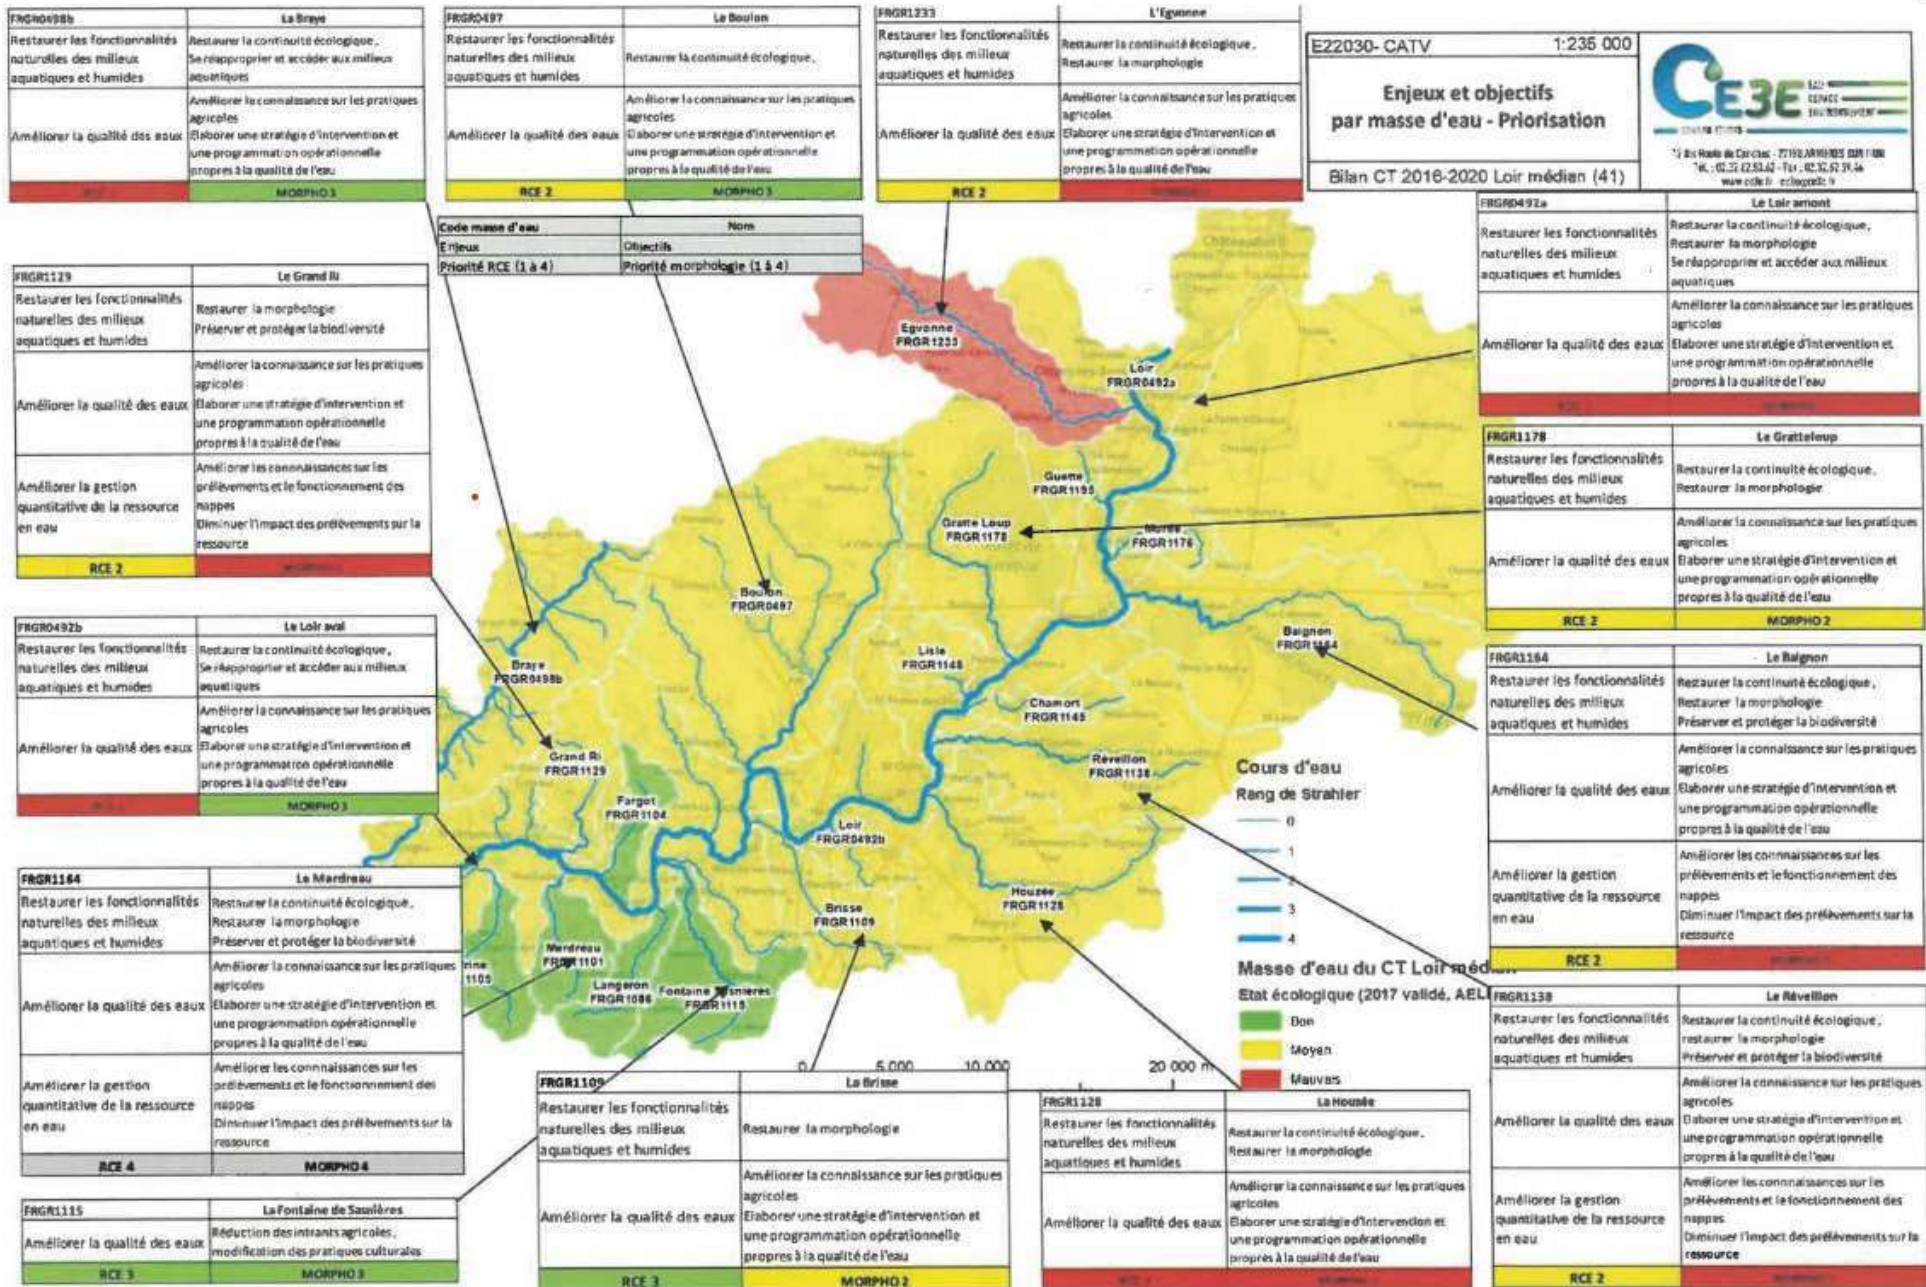 FRGR0498b La Braye
Restaurer les fonctionnalités
naturelles des milieux
aquatiques et humides
Restaurer la continuité écologique,
Se réapproprier et accéder aux milieux
aquatiques
Améliorer la qualité des eaux
Améliorer la connaissance sur les pratiques
agricoles
Elaborer une stratégie d'intervention et
une programmation opérationnelle
propres à la qualité de l'eau
MORPHO 3
FRGR0497 Le Boulon
Restaurer les fonctionnalités
naturelles des milieux
aquatiques et humides
Restaurer la continuité écologique,
Améliorer la qualité des eaux
Améliorer la connaissance sur les pratiques
agricoles
Elaborer une stratégie d'intervention et
une programmation opérationnelle
propres à la qualité de l'eau
RCE 2 MORPHO 3
FRGR1233 L'Egvonne
Restaurer les fonctionnalités
naturelles des milieux
aquatiques et humides
Restaurer la continuité écologique,
Restaurer la morphologie
Améliorer la qualité des eaux
Améliorer la connaissance sur les pratiques
agricoles
Elaborer une stratégie d'intervention et
une programmation opérationnelle
propres à la qualité de l'eau
RCE 2
E22030- CATV 1:235 000
Enjeux et objectifs
par masse d'eau - Priorisation
Bilan CT 2016-2020 Loir médian (41)
CE3E
EAU
ESPACE
ENVIRONNEMENT
Code masse d'eau Nom
Enjeux Objectifs
Priorité RCE (1 à 4) Priorité morphologie (1 à 4)
FRGR1129 Le Grand Ri
Restaurer les fonctionnalités
naturelles des milieux
aquatiques et humides
Restaurer la morphologie
Préserver et protéger la biodiversité
Améliorer la qualité des eaux
Améliorer la connaissance sur les pratiques
agricoles
Elaborer une stratégie d'intervention et
une programmation opérationnelle
propres à la qualité de l'eau
Améliorer la gestion
quantitative de la ressource
en eau
Améliorer les connnaissances sur les
prélèvements et le fonctionnement des
nappes
Diminuer l'impact des prélèvements sur la
ressource
RCE 2
FRGR0492b Le Loir aval
Restaurer les fonctionnalités
naturelles des milieux
aquatiques et humides
Restaurer la continuité écologique,
Se réapproprier et accéder aux milieux
aquatiques
Améliorer la qualité des eaux
Améliorer la connaissance sur les pratiques
agricoles
Elaborer une stratégie d'intervention et
une programmation opérationnelle
propres à la qualité de l'eau
MORPHO 3
FRGR1164 Le Merdreau
Restaurer les fonctionnalités
naturelles des milieux
aquatiques et humides
Restaurer la continuité écologique,
Restaurer la morphologie
Préserver et protéger la biodiversité
Améliorer la qualité des eaux
Améliorer la connaissance sur les pratiques
agricoles
Elaborer une stratégie d'intervention et
une programmation opérationnelle
propres à la qualité de l'eau
Améliorer la gestion
quantitative de la ressource
en eau
Améliorer les connnaissances sur les
prélèvements et le fonctionnement des
nappes
Diminuer l'impact des prélèvements sur la
ressource
RCE 4 MORPHO 4
FRGR1115 La Fontaine de Sasnières
Améliorer la qualité des eaux
Réduction des intrants agricoles,
modification des pratiques culturales
RCE 3 MORPHO 3
Egvonne
FRGR1233
Loir
FRGR0492a
Guerne
FRGR1195
Gratte Loup
FRGR1178
FRGR1176
Boulon
FRGR0497
Braye
FRGR0498b
Lisle
FRGR1148
Baignon
FRGR1164
Chamort
FRGR1145
Grand Ri
FRGR1129
Réveillon
FRGR1138
Fargot
FRGR1104
Loir
FRGR0492b
Brisse
FRGR1109
Houzée
FRGR1128
rine
1105
Merdreau
FRGR1101
Langeron
FRGR1086
Fontaine Sasnières
FRGR1115
Cours d'eau
Rang de Strahler
0
1
2
3
4
Masse d'eau du CT Loir médian
Etat écologique (2017 validé, AEL
Bon
Moyen
Mauvais
0 5 000 10 000 20 000 m
FRGR1109 La Brisse
Restaurer les fonctionnalités
naturelles des milieux
aquatiques et humides
Restaurer la morphologie
Améliorer la qualité des eaux
Améliorer la connaissance sur les pratiques
agricoles
Elaborer une stratégie d'intervention et
une programmation opérationnelle
propres à la qualité de l'eau
RCE 3 MORPHO 2
FRGR1128 La Housée
Restaurer les fonctionnalités
naturelles des milieux
aquatiques et humides
Restaurer la continuité écologique,
Restaurer la morphologie
Améliorer la qualité des eaux
Améliorer la connaissance sur les pratiques
agricoles
Elaborer une stratégie d'intervention et
une programmation opérationnelle
propres à la qualité de l'eau
FRGR0492a Le Loir amont
Restaurer les fonctionnalités
naturelles des milieux
aquatiques et humides
Restaurer la continuité écologique,
Restaurer la morphologie
Se réapproprier et accéder aux milieux
aquatiques
Améliorer la qualité des eaux
Améliorer la connaissance sur les pratiques
agricoles
Elaborer une stratégie d'intervention et
une programmation opérationnelle
propres à la qualité de l'eau
FRGR1178 Le Gratteloup
Restaurer les fonctionnalités
naturelles des milieux
aquatiques et humides
Restaurer la continuité écologique,
Restaurer la morphologie
Améliorer la qualité des eaux
Améliorer la connaissance sur les pratiques
agricoles
Elaborer une stratégie d'intervention et
une programmation opérationnelle
propres à la qualité de l'eau
RCE 2 MORPHO 2
FRGR1164 Le Baignon
Restaurer les fonctionnalités
naturelles des milieux
aquatiques et humides
Restaurer la continuité écologique,
Restaurer la morphologie
Préserver et protéger la biodiversité
Améliorer la qualité des eaux
Améliorer la connaissance sur les pratiques
agricoles
Elaborer une stratégie d'intervention et
une programmation opérationnelle
propres à la qualité de l'eau
Améliorer la gestion
quantitative de la ressource
en eau
Améliorer les connnaissances sur les
prélèvements et le fonctionnement des
nappes
Diminuer l'impact des prélèvements sur la
ressource
RCE 2
FRGR1138 Le Réveillon
Restaurer les fonctionnalités
naturelles des milieux
aquatiques et humides
Restaurer la continuité écologique,
restaurer la morphologie
Préserver et protéger la biodiversité
Améliorer la qualité des eaux
Améliorer la connaissance sur les pratiques
agricoles
Elaborer une stratégie d'intervention et
une programmation opérationnelle
propres à la qualité de l'eau
Améliorer la gestion
quantitative de la ressource
en eau
Améliorer les connnaissances sur les
prélèvements et le fonctionnement des
nappes
Diminuer l'impact des prélèvements sur la
ressource
RCE 2